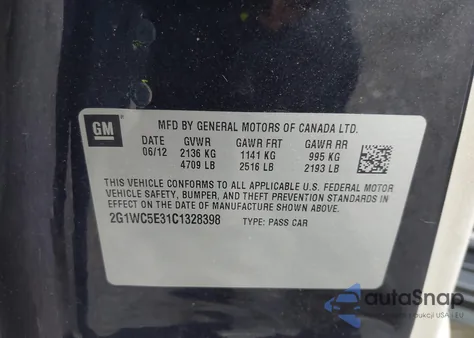 GM
MFD BY GENERAL MOTORS OF CANADA LTD.
DATE GVWR GAWR FRT GAWR RR
06/12 2136 KG 1141 KG 995 KG
4709 LB 2516 LB 2193 LB
THIS VEHICLE CONFORMS TO ALL APPLICABLE U.S. FEDERAL MOTOR
VEHICLE SAFETY, BUMPER, AND THEFT PREVENTION STANDARDS IN
EFFECT ON THE DATE OF MANUFACTURE SHOWN ABOVE.
2G1WC5E31C1328398 TYPE: PASS CAR
autoSnap
aukcji USA i EU